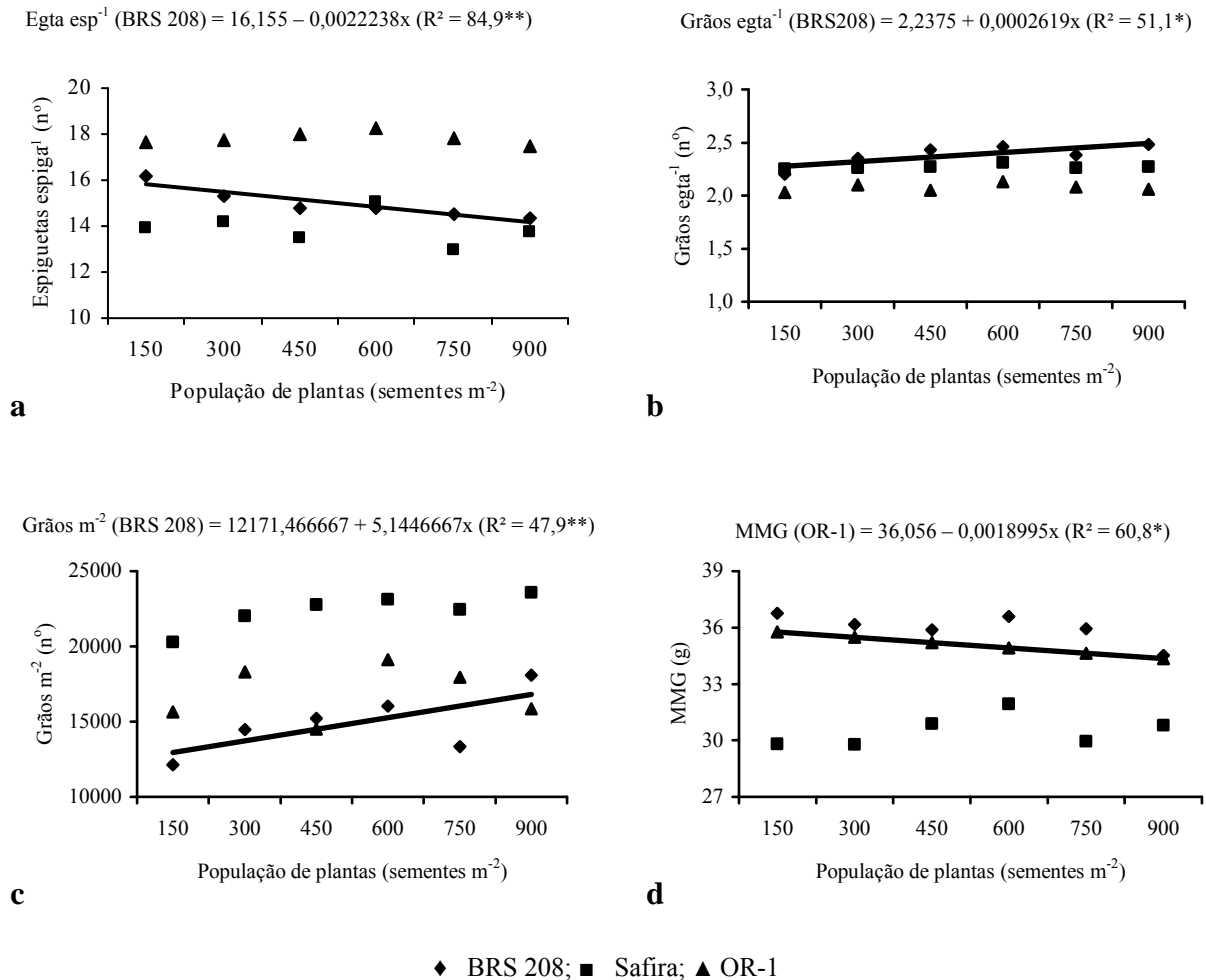 Egta esp⁻¹ (BRS 208) = 16,155 – 0,0022238x (R² = 84,9**)
20
18
16
14
12
10
Espiguetas espiga¹ (nº)
150 300 450 600 750 900
População de plantas (sementes m⁻²)
a
Grãos egta⁻¹ (BRS208) = 2,2375 + 0,0002619x (R² = 51,1*)
3,0
2,5
2,0
1,5
1,0
Grãos egta⁻¹ (nº)
150 300 450 600 750 900
População de plantas (sementes m⁻²)
b
Grãos m⁻² (BRS 208) = 12171,466667 + 5,1446667x (R² = 47,9**)
25000
20000
15000
10000
Grãos m⁻² (nº)
150 300 450 600 750 900
População de plantas (sementes m⁻²)
c
MMG (OR-1) = 36,056 – 0,0018995x (R² = 60,8*)
39
36
33
30
27
MMG (g)
150 300 450 600 750 900
População de plantas (sementes m⁻²)
d
♦ BRS 208; ■ Safira; ▲ OR-1